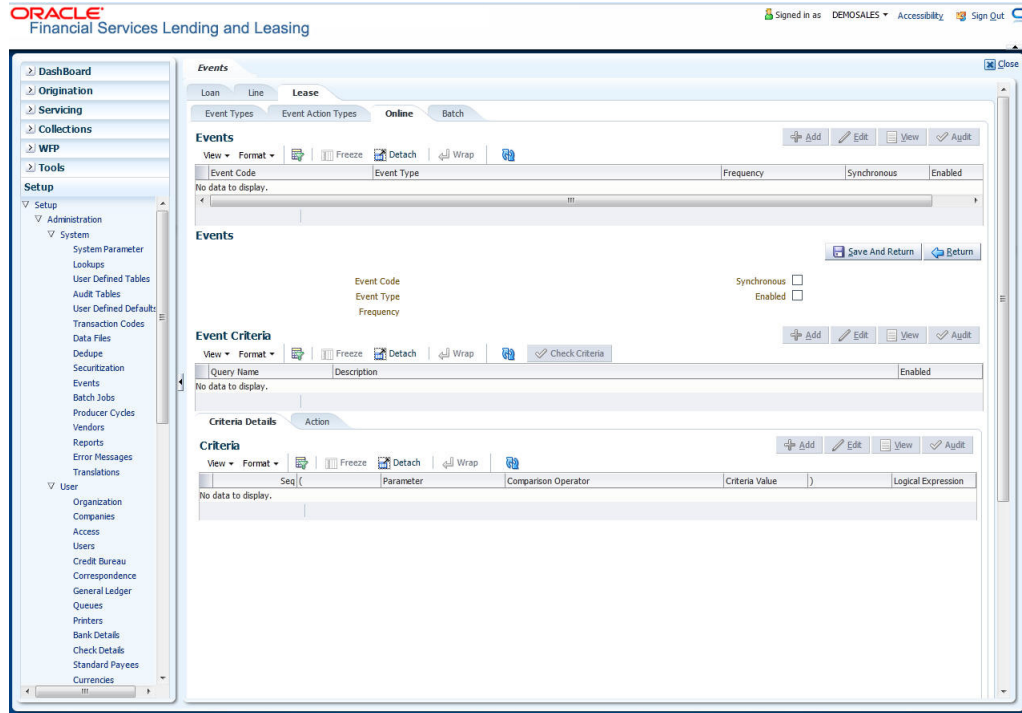 ORACLE
Financial Services Lending and Leasing
Signed in as DEMOSALES Accessibility Sign Out
DashBoard
Origination
Servicing
Collections
WFP
Tools
Setup
Setup
Administration
System
System Parameter
Lookups
User Defined Tables
Audit Tables
User Defined Defaults
Transaction Codes
Data Files
Dedupe
Securitization
Events
Batch Jobs
Producer Cycles
Vendors
Reports
Error Messages
Translations
User
Organization
Companies
Access
Users
Credit Bureau
Correspondence
General Ledger
Queues
Printers
Bank Details
Check Details
Standard Payees
Currencies
Events Close
Loan Line Lease
Event Types Event Action Types Online Batch
Events Add Edit View Audit
View Format Freeze Detach Wrap
Event Code Event Type Frequency Synchronous Enabled
No data to display.
Events
Save And Return Return
Event Code Synchronous
Event Type Enabled
Frequency
Event Criteria Add Edit View Audit
View Format Freeze Detach Wrap Check Criteria
Query Name Description Enabled
No data to display.
Criteria Details Action
Criteria Add Edit View Audit
View Format Freeze Detach Wrap
Seq ( Parameter Comparison Operator Criteria Value ) Logical Expression
No data to display.